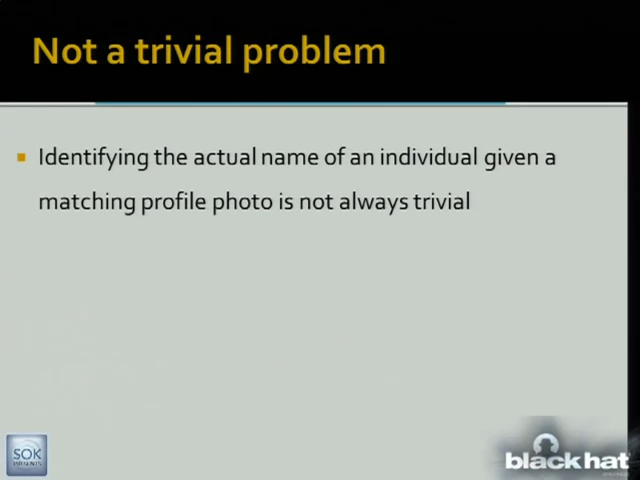 Not a trivial problem
Identifying the actual name of an individual given a
matching profile photo is not always trivial
SOK
black hat